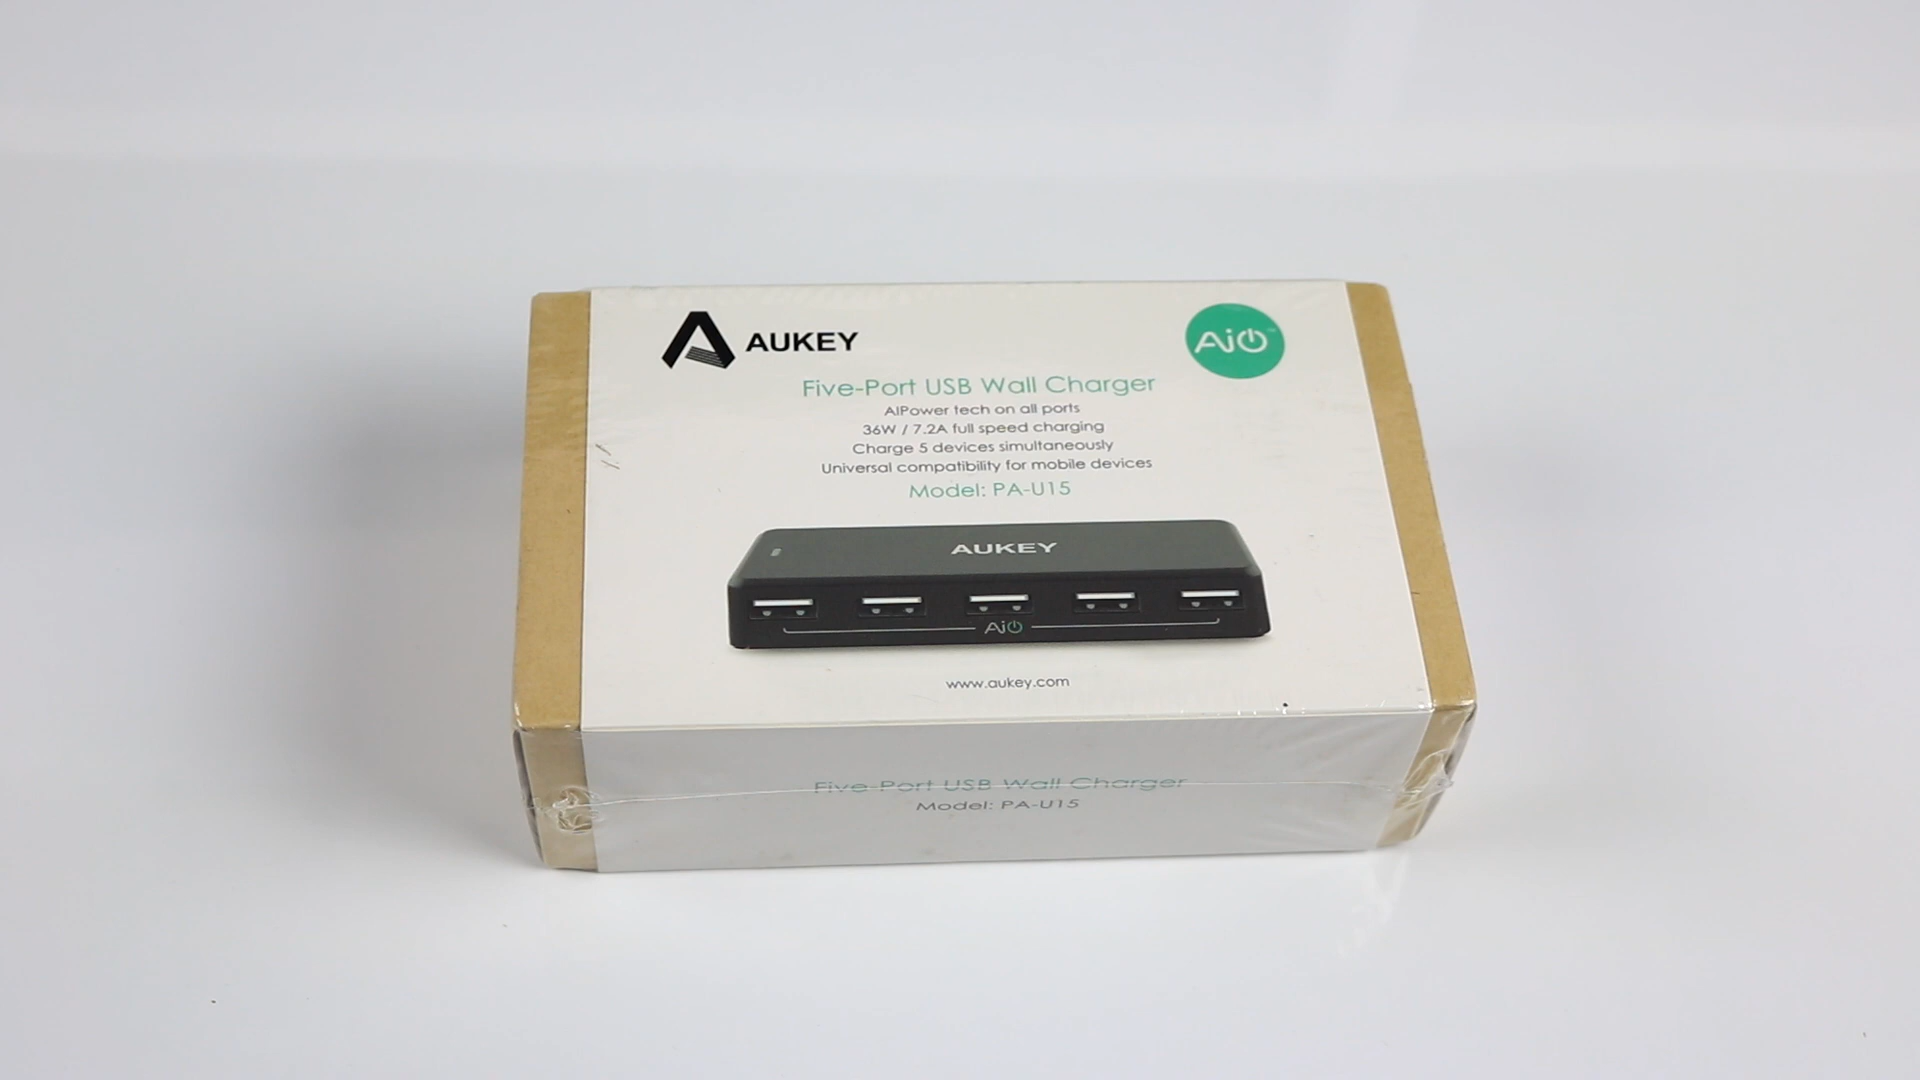 AUKEY
Ai
Five-Port USB Wall Charger
AIPower tech on all ports
36W / 7.2A full speed charging
Charge 5 devices simultaneously
Universal compatibility for mobile devices
Model: PA-U15
AUKEY
Ai
www.aukey.com
Five-Port USB Wall Charger
Model: PA-U15